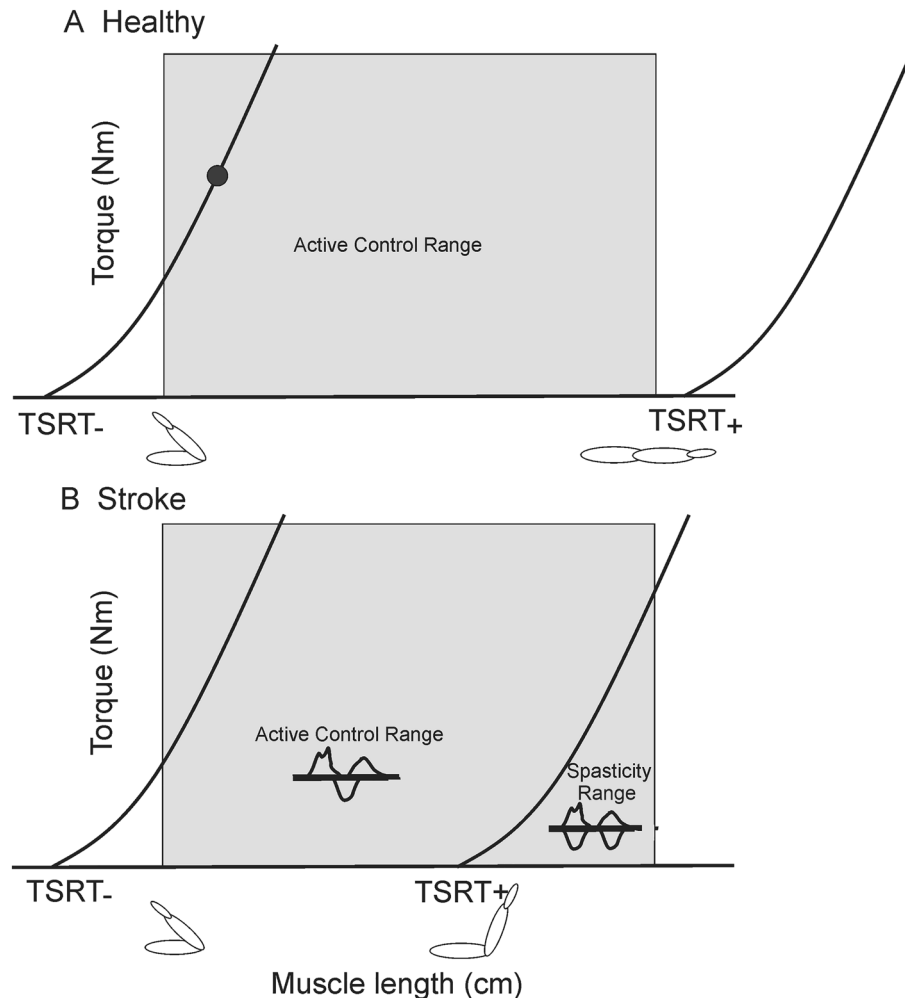 A Healthy
Torque (Nm)
Active Control Range
TSRT-
TSRT+
B Stroke
Torque (Nm)
Active Control Range
Spasticity
Range
TSRT-
TSRT+
Muscle length (cm)